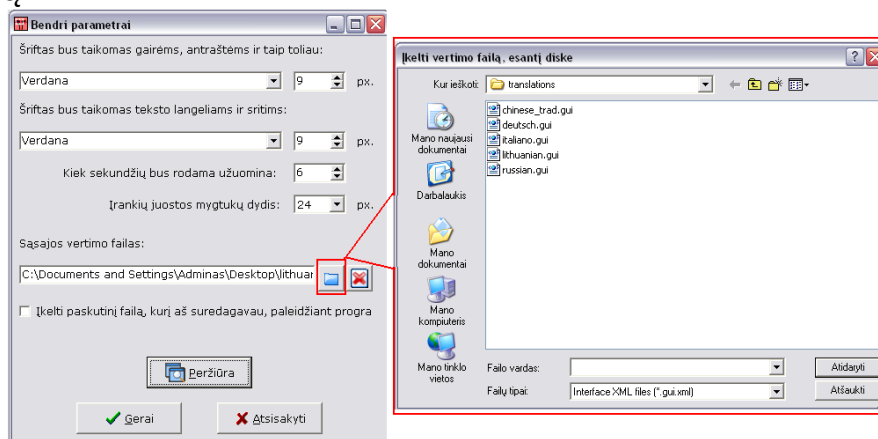 Bendri parametrai
Šriftas bus taikomas gairėms, antraštėms ir taip toliau:
Verdana 9 px.
Šriftas bus taikomas teksto langeliams ir sritims:
Verdana 9 px.
Kiek sekundžių bus rodama užuomina: 6
Įrankių juostos mygtukų dydis: 24 px.
Sąsajos vertimo failas:
C:\Documents and Settings\Adminas\Desktop\lithuar
Įkelti paskutinį failą, kurį aš suredagavau, paleidžiant progra
Peržiūra
Gerai Atsisakyti
Įkelti vertimo failą, esantį diske
Kur ieškoti: translations
Mano naujausi
dokumentai
Darbalaukis
Mano
dokumentai
Mano
kompiuteris
Mano tinklo
vietos
chinese_trad.gui
deutsch.gui
italiano.gui
lithuanian.gui
russian.gui
Failo vardas: Atidaryti
Failų tipai: Interface XML files (*.gui.xml) Atšaukti